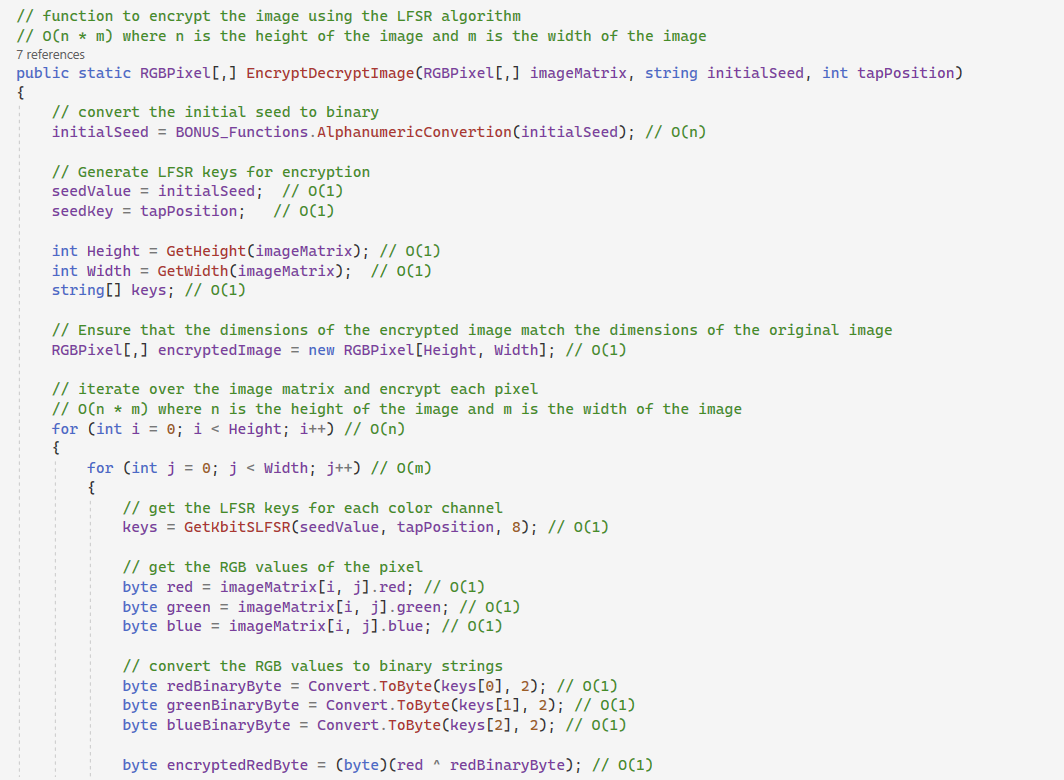 // function to encrypt the image using the LFSR algorithm
// O(n * m) where n is the height of the image and m is the width of the image
7 references
public static RGBPixel[,] EncryptDecryptImage(RGBPixel[,] imageMatrix, string initialSeed, int tapPosition)
{
// convert the initial seed to binary
initialSeed = BONUS_Functions.AlphanumericConvertion(initialSeed); // O(n)
// Generate LFSR keys for encryption
seedValue = initialSeed;  // O(1)
seedKey = tapPosition;   // O(1)
int Height = GetHeight(imageMatrix); // O(1)
int Width = GetWidth(imageMatrix);  // O(1)
string[] keys; // O(1)
// Ensure that the dimensions of the encrypted image match the dimensions of the original image
RGBPixel[,] encryptedImage = new RGBPixel[Height, Width]; // O(1)
// iterate over the image matrix and encrypt each pixel
// O(n * m) where n is the height of the image and m is the width of the image
for (int i = 0; i < Height; i++) // O(n)
{
for (int j = 0; j < Width; j++) // O(m)
{
// get the LFSR keys for each color channel
keys = GetKbitSLFSR(seedValue, tapPosition, 8); // O(1)
// get the RGB values of the pixel
byte red = imageMatrix[i, j].red; // O(1)
byte green = imageMatrix[i, j].green; // O(1)
byte blue = imageMatrix[i, j].blue; // O(1)
// convert the RGB values to binary strings
byte redBinaryByte = Convert.ToByte(keys[0], 2); // O(1)
byte greenBinaryByte = Convert.ToByte(keys[1], 2); // O(1)
byte blueBinaryByte = Convert.ToByte(keys[2], 2); // O(1)
byte encryptedRedByte = (byte)(red ^ redBinaryByte); // O(1)